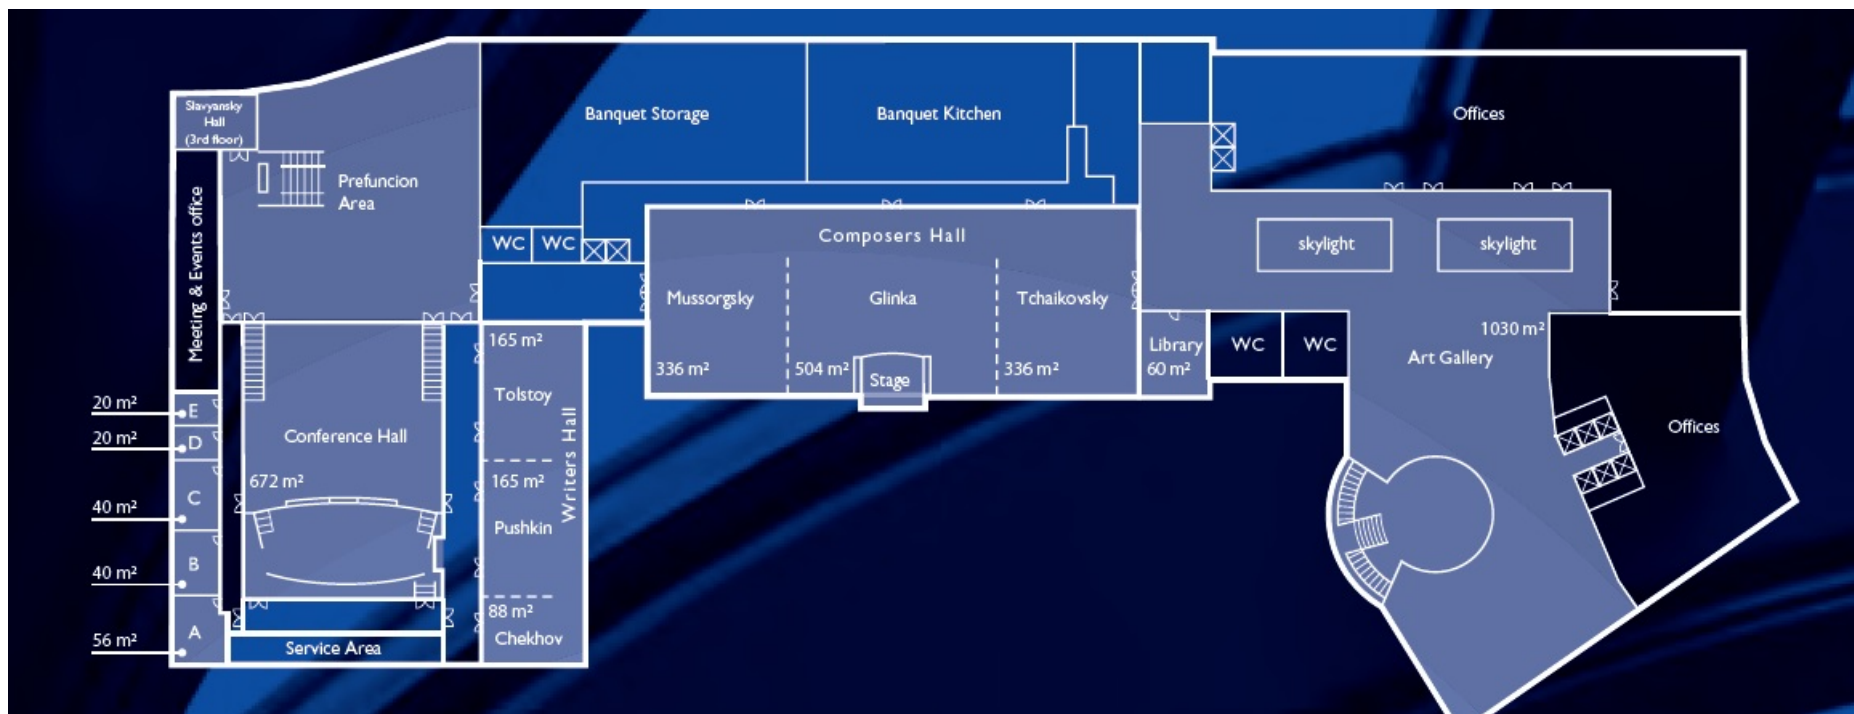 Slavyansky
Hall
(3rd floor)
Meeting & Events office
Prefuncion
Area
Banquet Storage
Banquet Kitchen
Offices
WC
WC
Composers Hall
Mussorgsky
336 m²
Glinka
504 m²
Stage
Tchaikovsky
336 m²
skylight
skylight
Library
60 m²
WC
WC
1030 m²
Art Gallery
Offices
165 m²
Tolstoy
Writers Hall
165 m²
Pushkin
88 m²
Chekhov
Conference Hall
672 m²
Service Area
20 m²
E
20 m²
D
C
40 m²
B
40 m²
A
56 m²